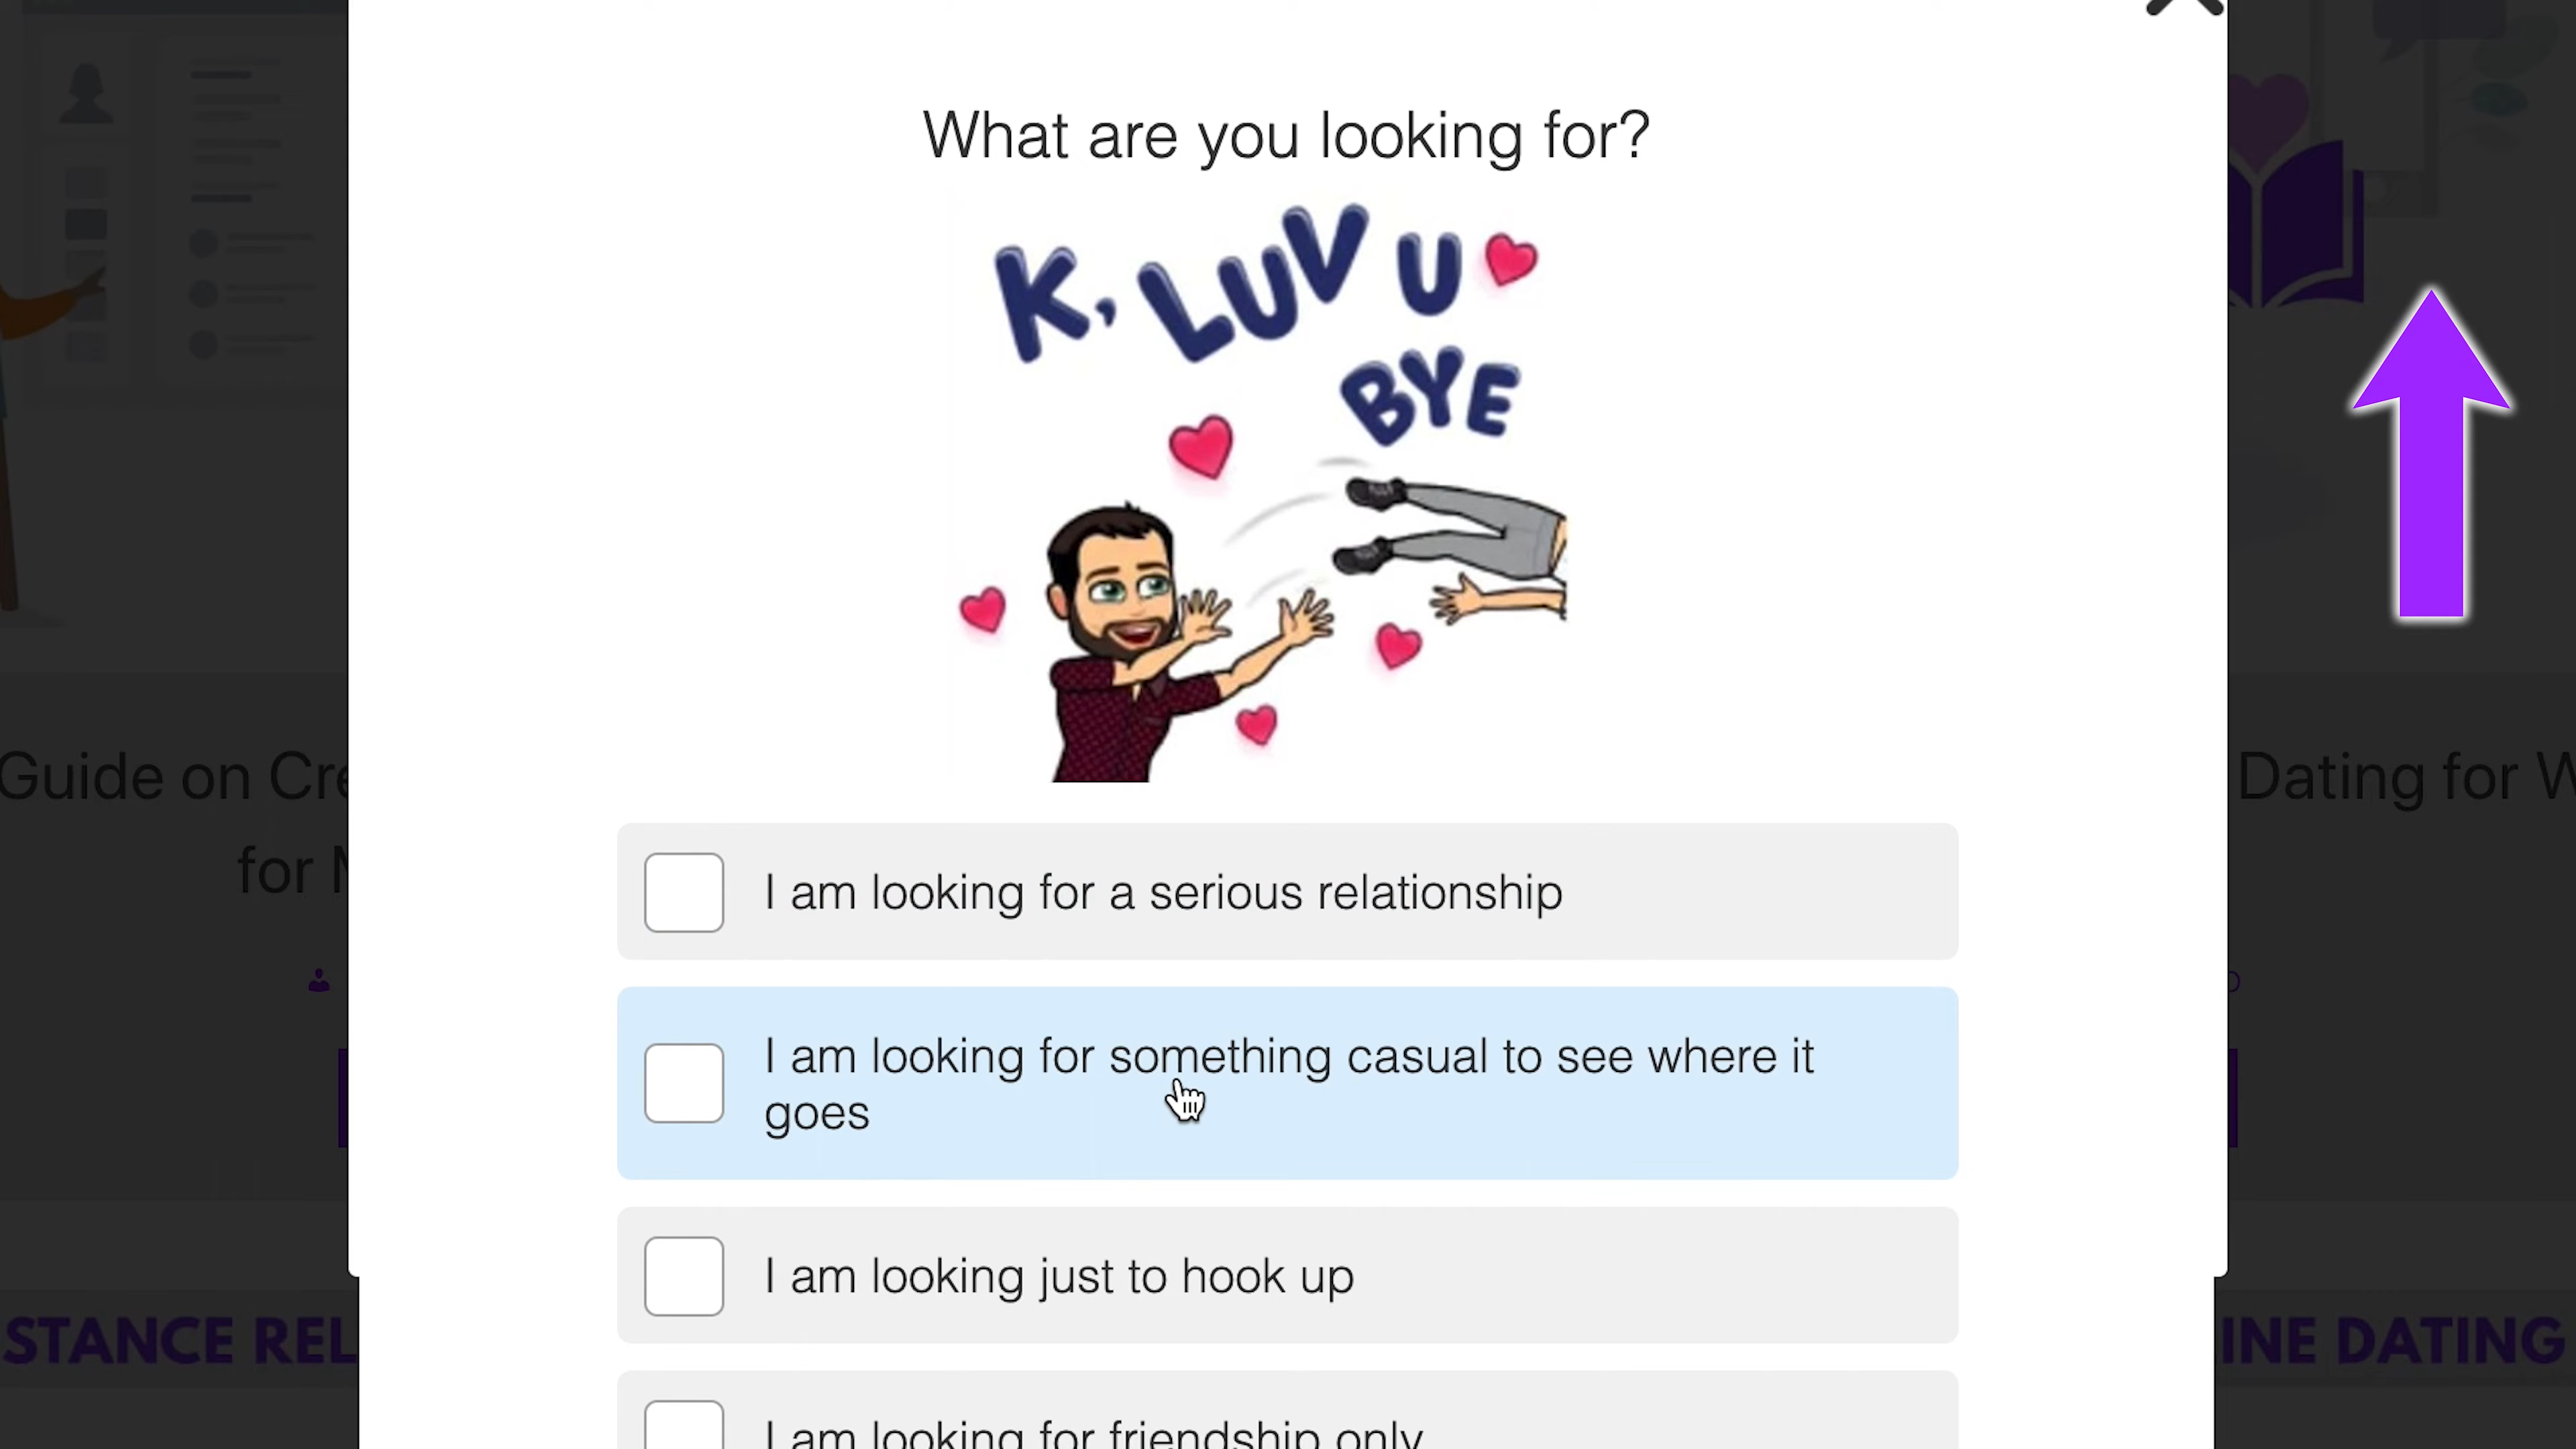 What are you looking for?
K, LUV U
BYE
Guide on Cre
Dating for W
for M
I am looking for a serious relationship
I am looking for something casual to see where it
goes
I am looking just to hook up
STANCE REL
INE DATING
I am looking for friendship only